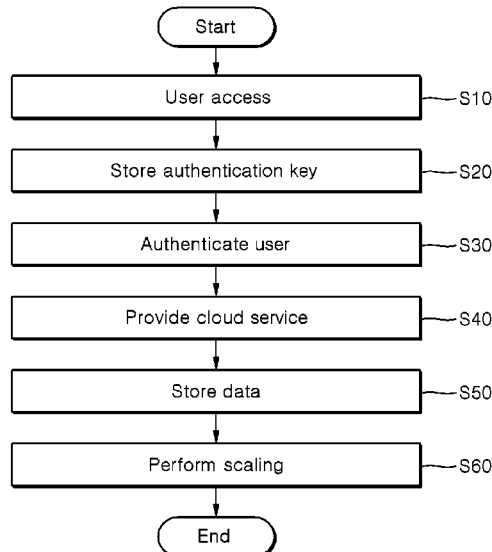 Start
User access
S10
Store authentication key
S20
Authenticate user
S30
Provide cloud service
S40
Store data
S50
Perform scaling
S60
End